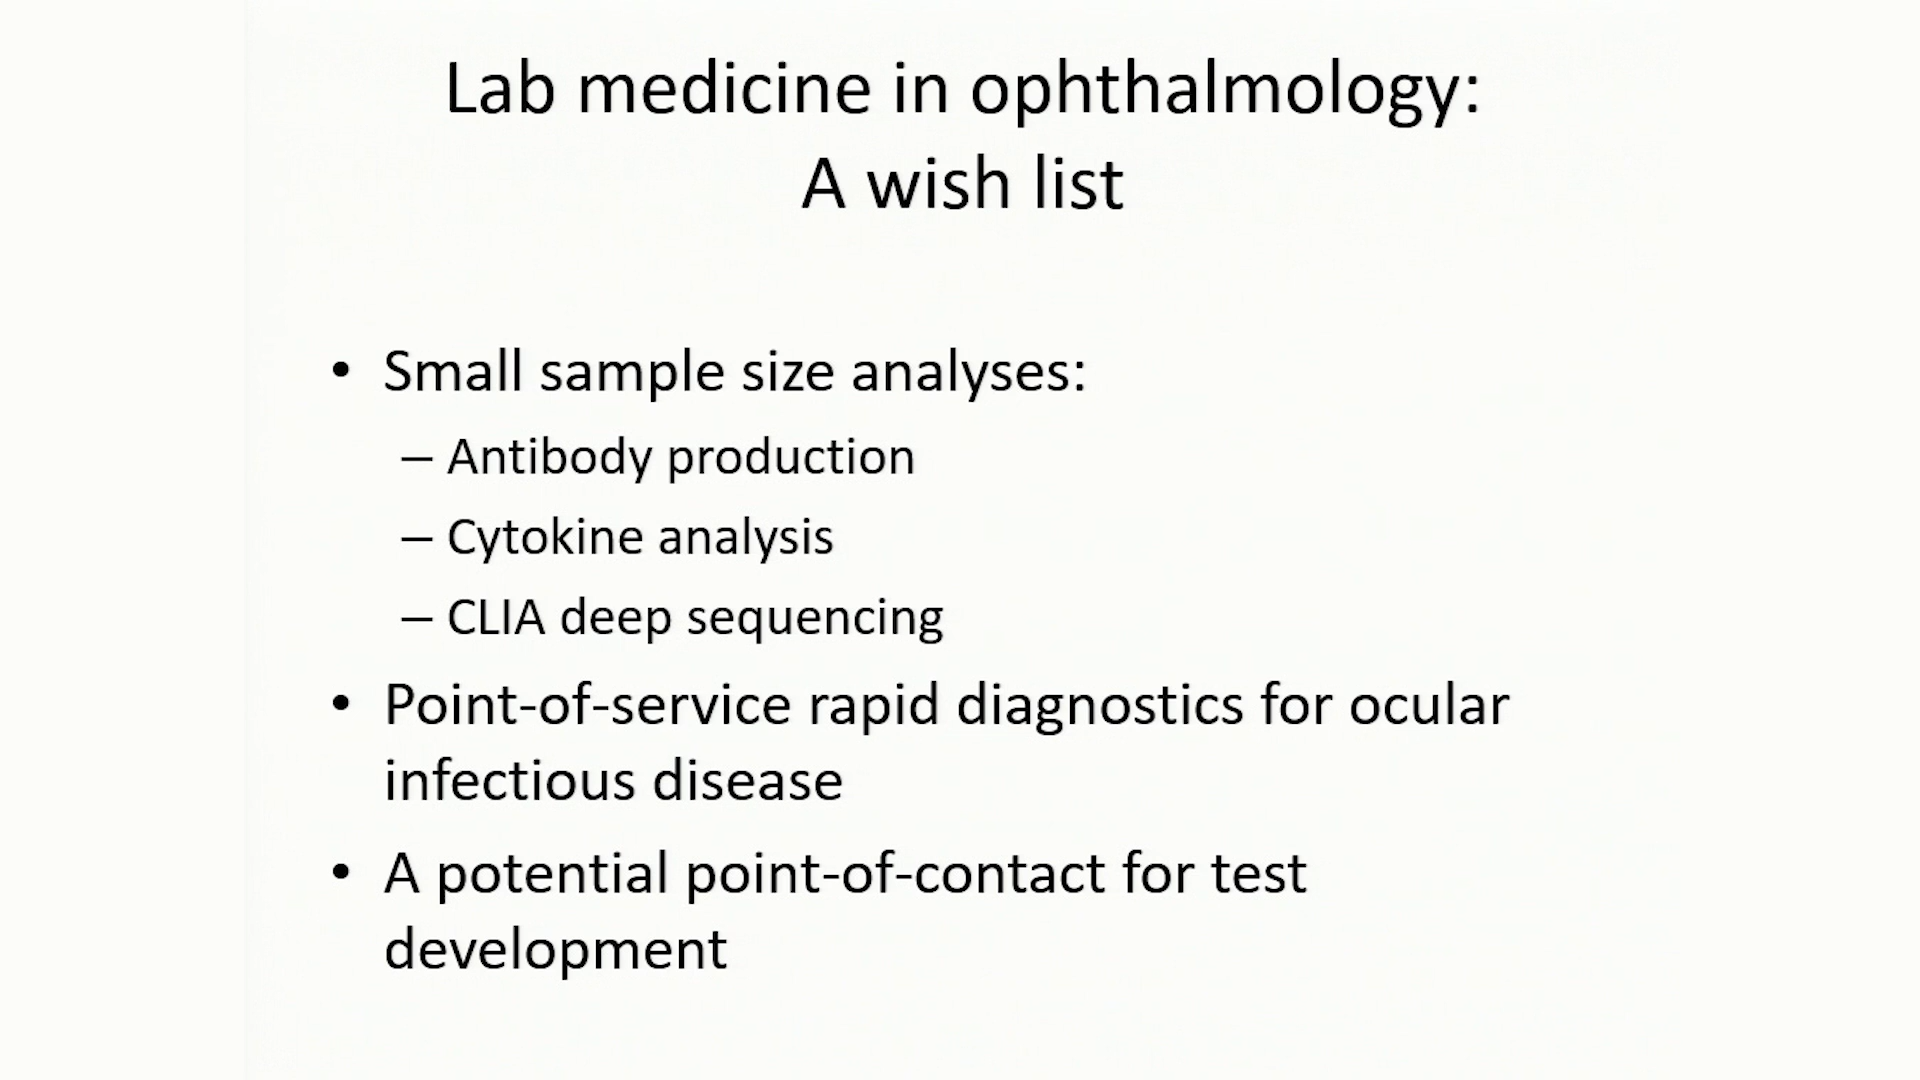 Lab medicine in ophthalmology:
A wish list
• Small sample size analyses:
– Antibody production
– Cytokine analysis
– CLIA deep sequencing
• Point-of-service rapid diagnostics for ocular
infectious disease
• A potential point-of-contact for test
development